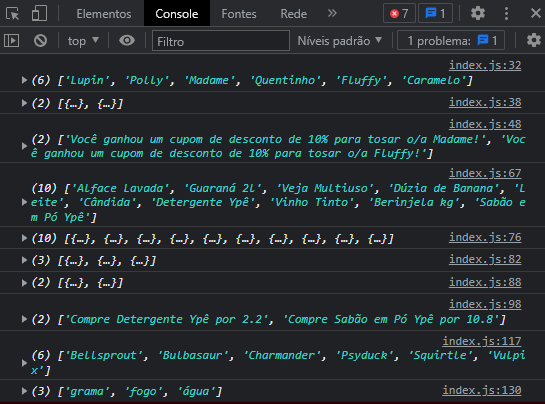 Elementos Console Fontes Rede » 7 1
top Filtro Níveis padrão 1 problema: 1
index.js:32
(6) ['Lupin', 'Polly', 'Madame', 'Quentinho', 'Fluffy', 'Caramelo']
(2) [{…}, {…}] index.js:38
index.js:48
(2) ['Você ganhou um cupom de desconto de 10% para tosar o/a Madame!', 'Voc
ê ganhou um cupom de desconto de 10% para tosar o/a Fluffy!']
index.js:67
(10) ['Alface Lavada', 'Guaraná 2l', 'Veja Multiuso', 'Dúzia de Banana', 'L
eite', 'Cândida', 'Detergente Ypê', 'Vinho Tinto', 'Berinjela kg', 'Sabão e
m Pó Ypê']
(10) [{…}, {…}, {…}, {…}, {…}, {…}, {…}, {…}, {…}, {…}] index.js:76
(3) [{…}, {…}, {…}] index.js:82
(2) [{…}, {…}] index.js:88
index.js:98
(2) ['Compre Detergente Ypê por 2.2', 'Compre Sabão em Pó Ypê por 10.8']
index.js:117
(6) ['Bellsprout', 'Bulbasaur', 'Charmander', 'Psyduck', 'Squirtle', 'Vulpi
x']
(3) ['grama', 'fogo', 'água'] index.js:130